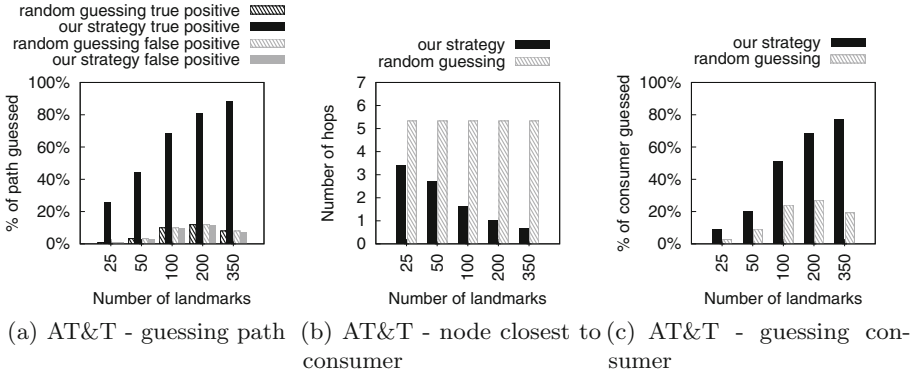 random guessing true positive
our strategy true positive
random guessing false positive
our strategy false positive
% of path guessed
100%
80%
60%
40%
20%
0%
25
50
100
200
350
Number of landmarks
(a) AT&T - guessing path
our strategy
random guessing
Number of hops
7
6
5
4
3
2
1
0
25
50
100
200
350
Number of landmarks
(b) AT&T - node closest to
consumer
our strategy
random guessing
% of consumer guessed
100%
80%
60%
40%
20%
0%
25
50
100
200
350
Number of landmarks
(c) AT&T - guessing con-
sumer